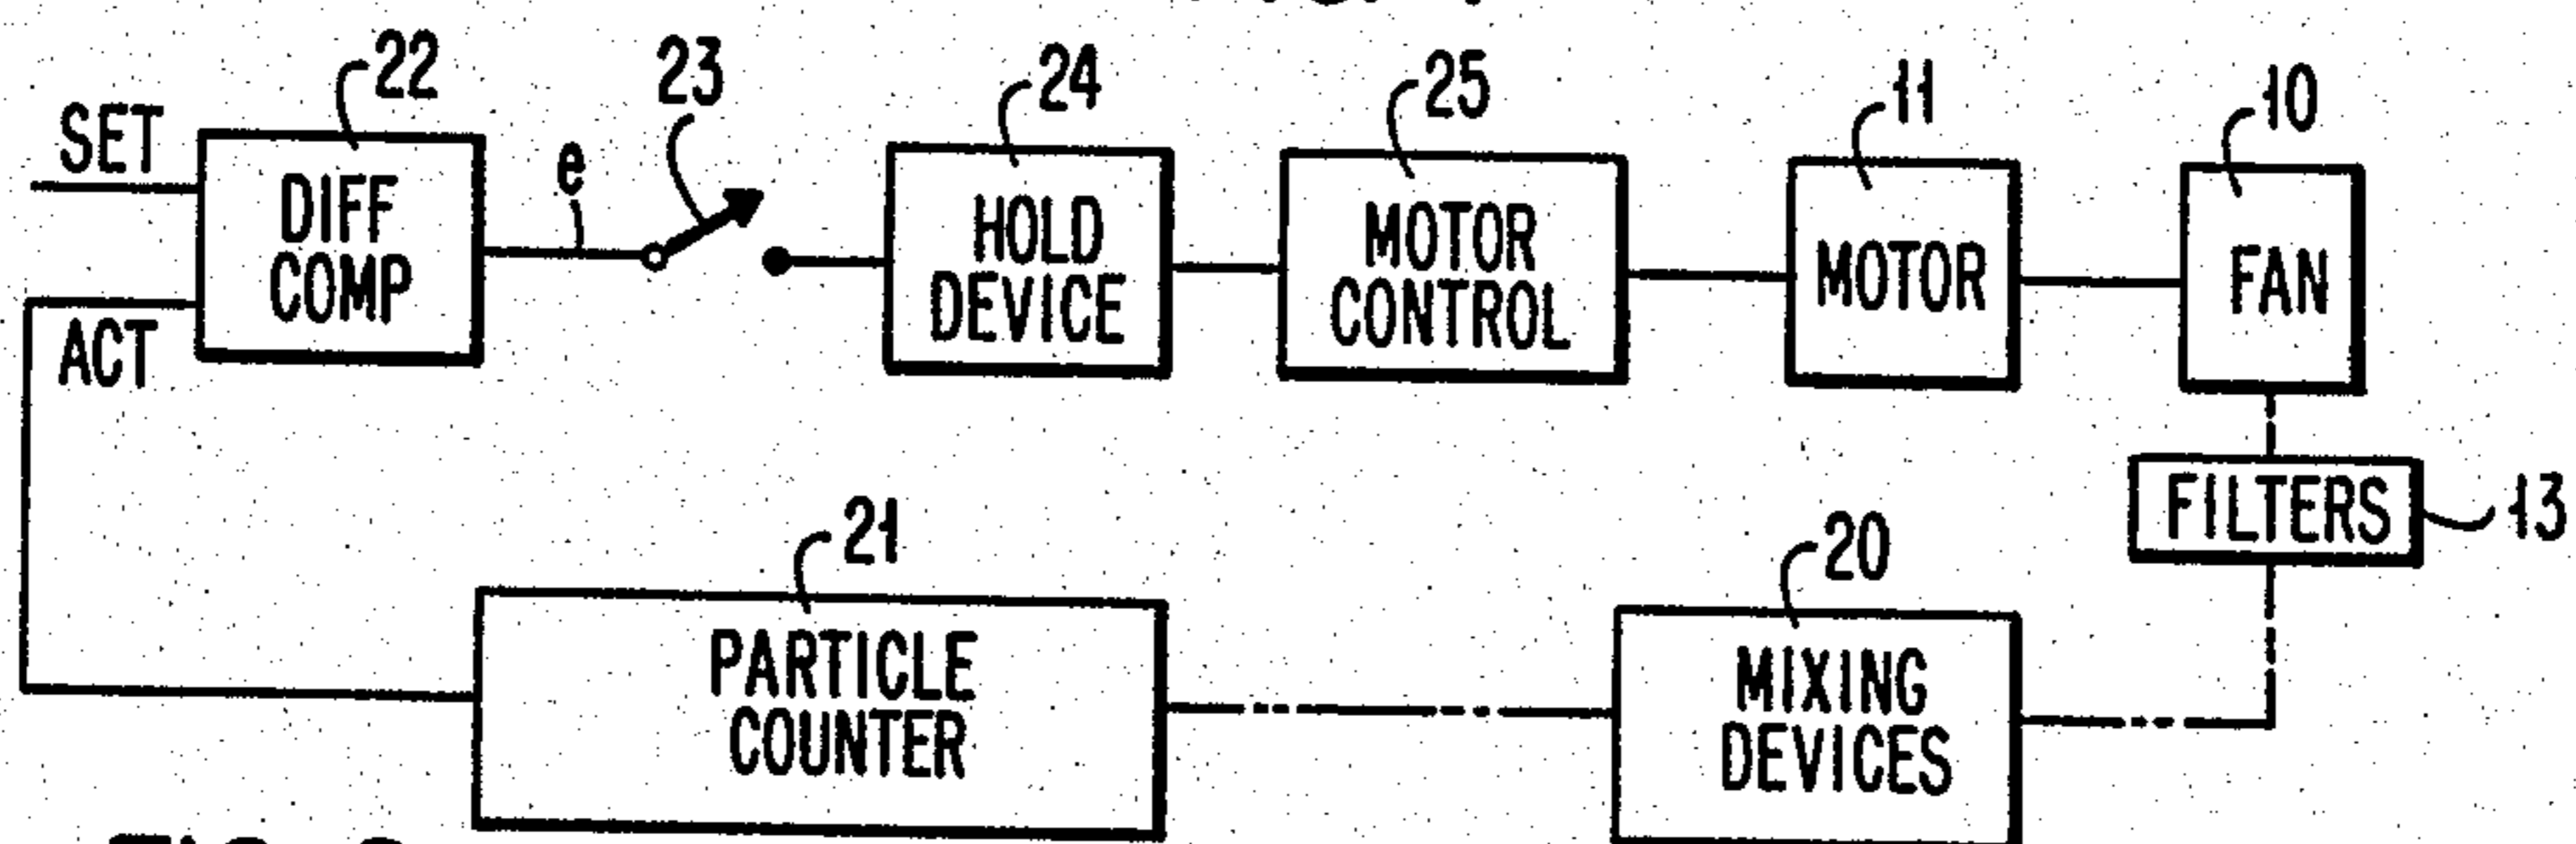 22
23
24
25
11
10
SET
e
DIFF
COMP
HOLD
DEVICE
MOTOR
CONTROL
MOTOR
FAN
ACT
FILTERS
13
21
20
PARTICLE
COUNTER
MIXING
DEVICES